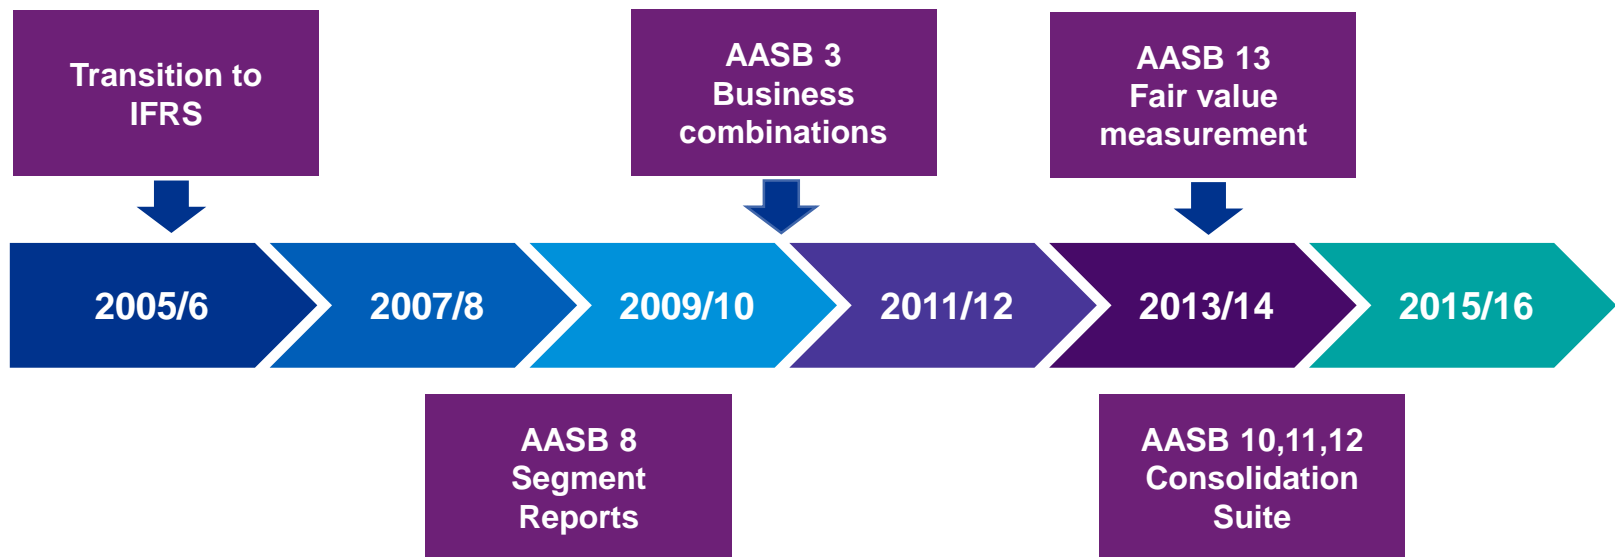 Transition to
IFRS
AASB 3
Business
combinations
AASB 13
Fair value
measurement
2005/6
2007/8
2009/10
2011/12
2013/14
2015/16
AASB 8
Segment
Reports
AASB 10,11,12
Consolidation
Suite